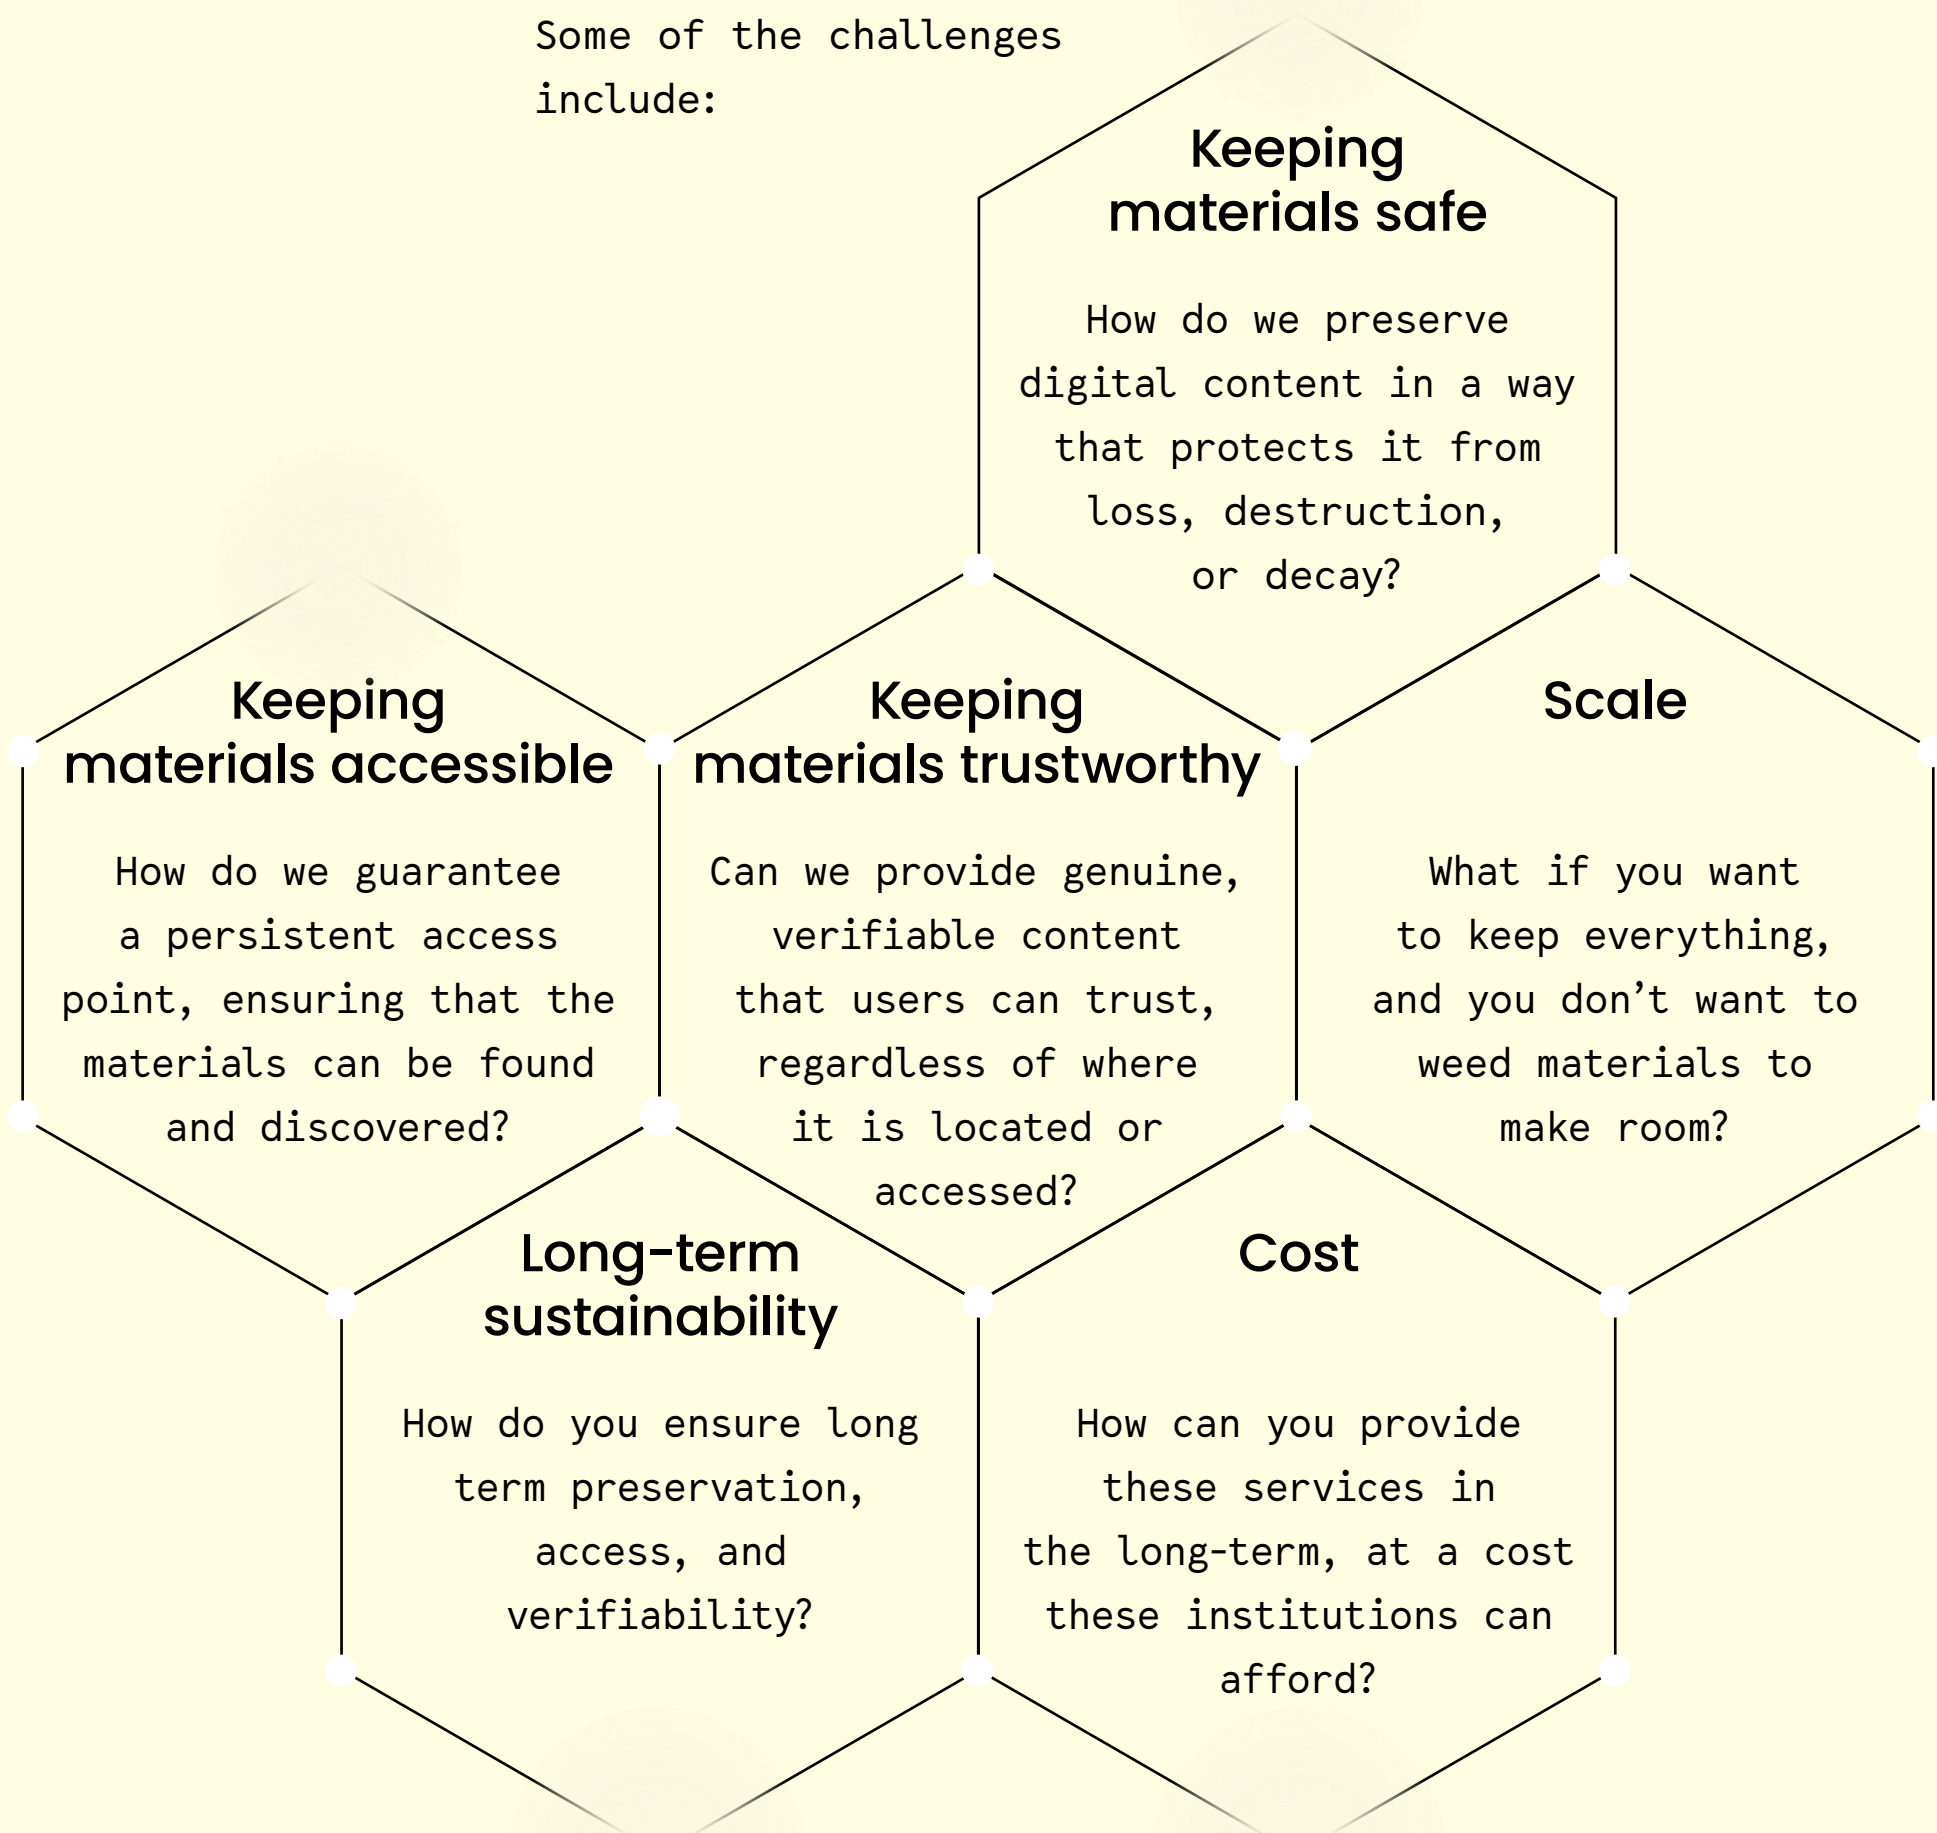 Some of the challenges
include:
Keeping
materials safe
How do we preserve
digital content in a way
that protects it from
loss, destruction,
or decay?
Keeping
materials accessible
How do we guarantee
a persistent access
point, ensuring that the
materials can be found
and discovered?
Keeping
materials trustworthy
Can we provide genuine,
verifiable content
that users can trust,
regardless of where
it is located or
accessed?
Scale
What if you want
to keep everything,
and you don’t want to
weed materials to
make room?
Long-term
sustainability
How do you ensure long
term preservation,
access, and
verifiability?
Cost
How can you provide
these services in
the long-term, at a cost
these institutions can
afford?